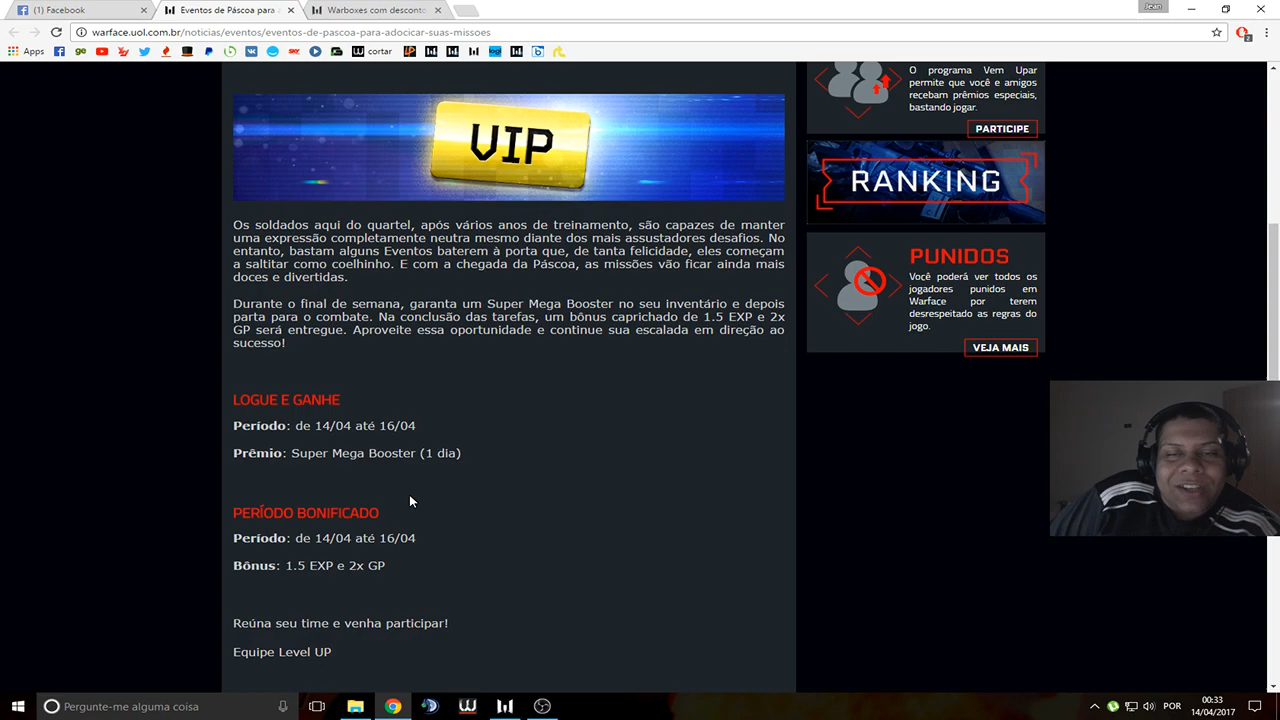 Jean
(1) Facebook
Eventos de Páscoa para a
Warboxes com desconto
warface.uol.com.br/noticias/eventos/eventos-de-pascoa-para-adocicar-suas-missoes
2
Apps
cortar
VIP
Os soldados aqui do quartel, após vários anos de treinamento, são capazes de manter
uma expressão completamente neutra mesmo diante dos mais assustadores desafios. No
entanto, bastam alguns Eventos baterem à porta que, de tanta felicidade, eles começam
a saltitar como coelhinho. E com a chegada da Páscoa, as missões vão ficar ainda mais
doces e divertidas.
Durante o final de semana, garanta um Super Mega Booster no seu inventário e depois
parta para o combate. Na conclusão das tarefas, um bônus caprichado de 1.5 EXP e 2x
GP será entregue. Aproveite essa oportunidade e continue sua escalada em direção ao
sucesso!
LOGUE E GANHE
Período: de 14/04 até 16/04
Prêmio: Super Mega Booster (1 dia)
PERÍODO BONIFICADO
Período: de 14/04 até 16/04
Bônus: 1.5 EXP e 2x GP
Reúna seu time e venha participar!
Equipe Level UP
O programa Vem Upar
permite que você e amigos
recebam prêmios especiais,
bastando jogar.
PARTICIPE
RANKING
PUNIDOS
Você poderá ver todos os
jogadores punidos em
Warface por terem
desrespeitado as regras do
jogo.
VEJA MAIS
Pergunte-me alguma coisa
POR
00:33
14/04/2017